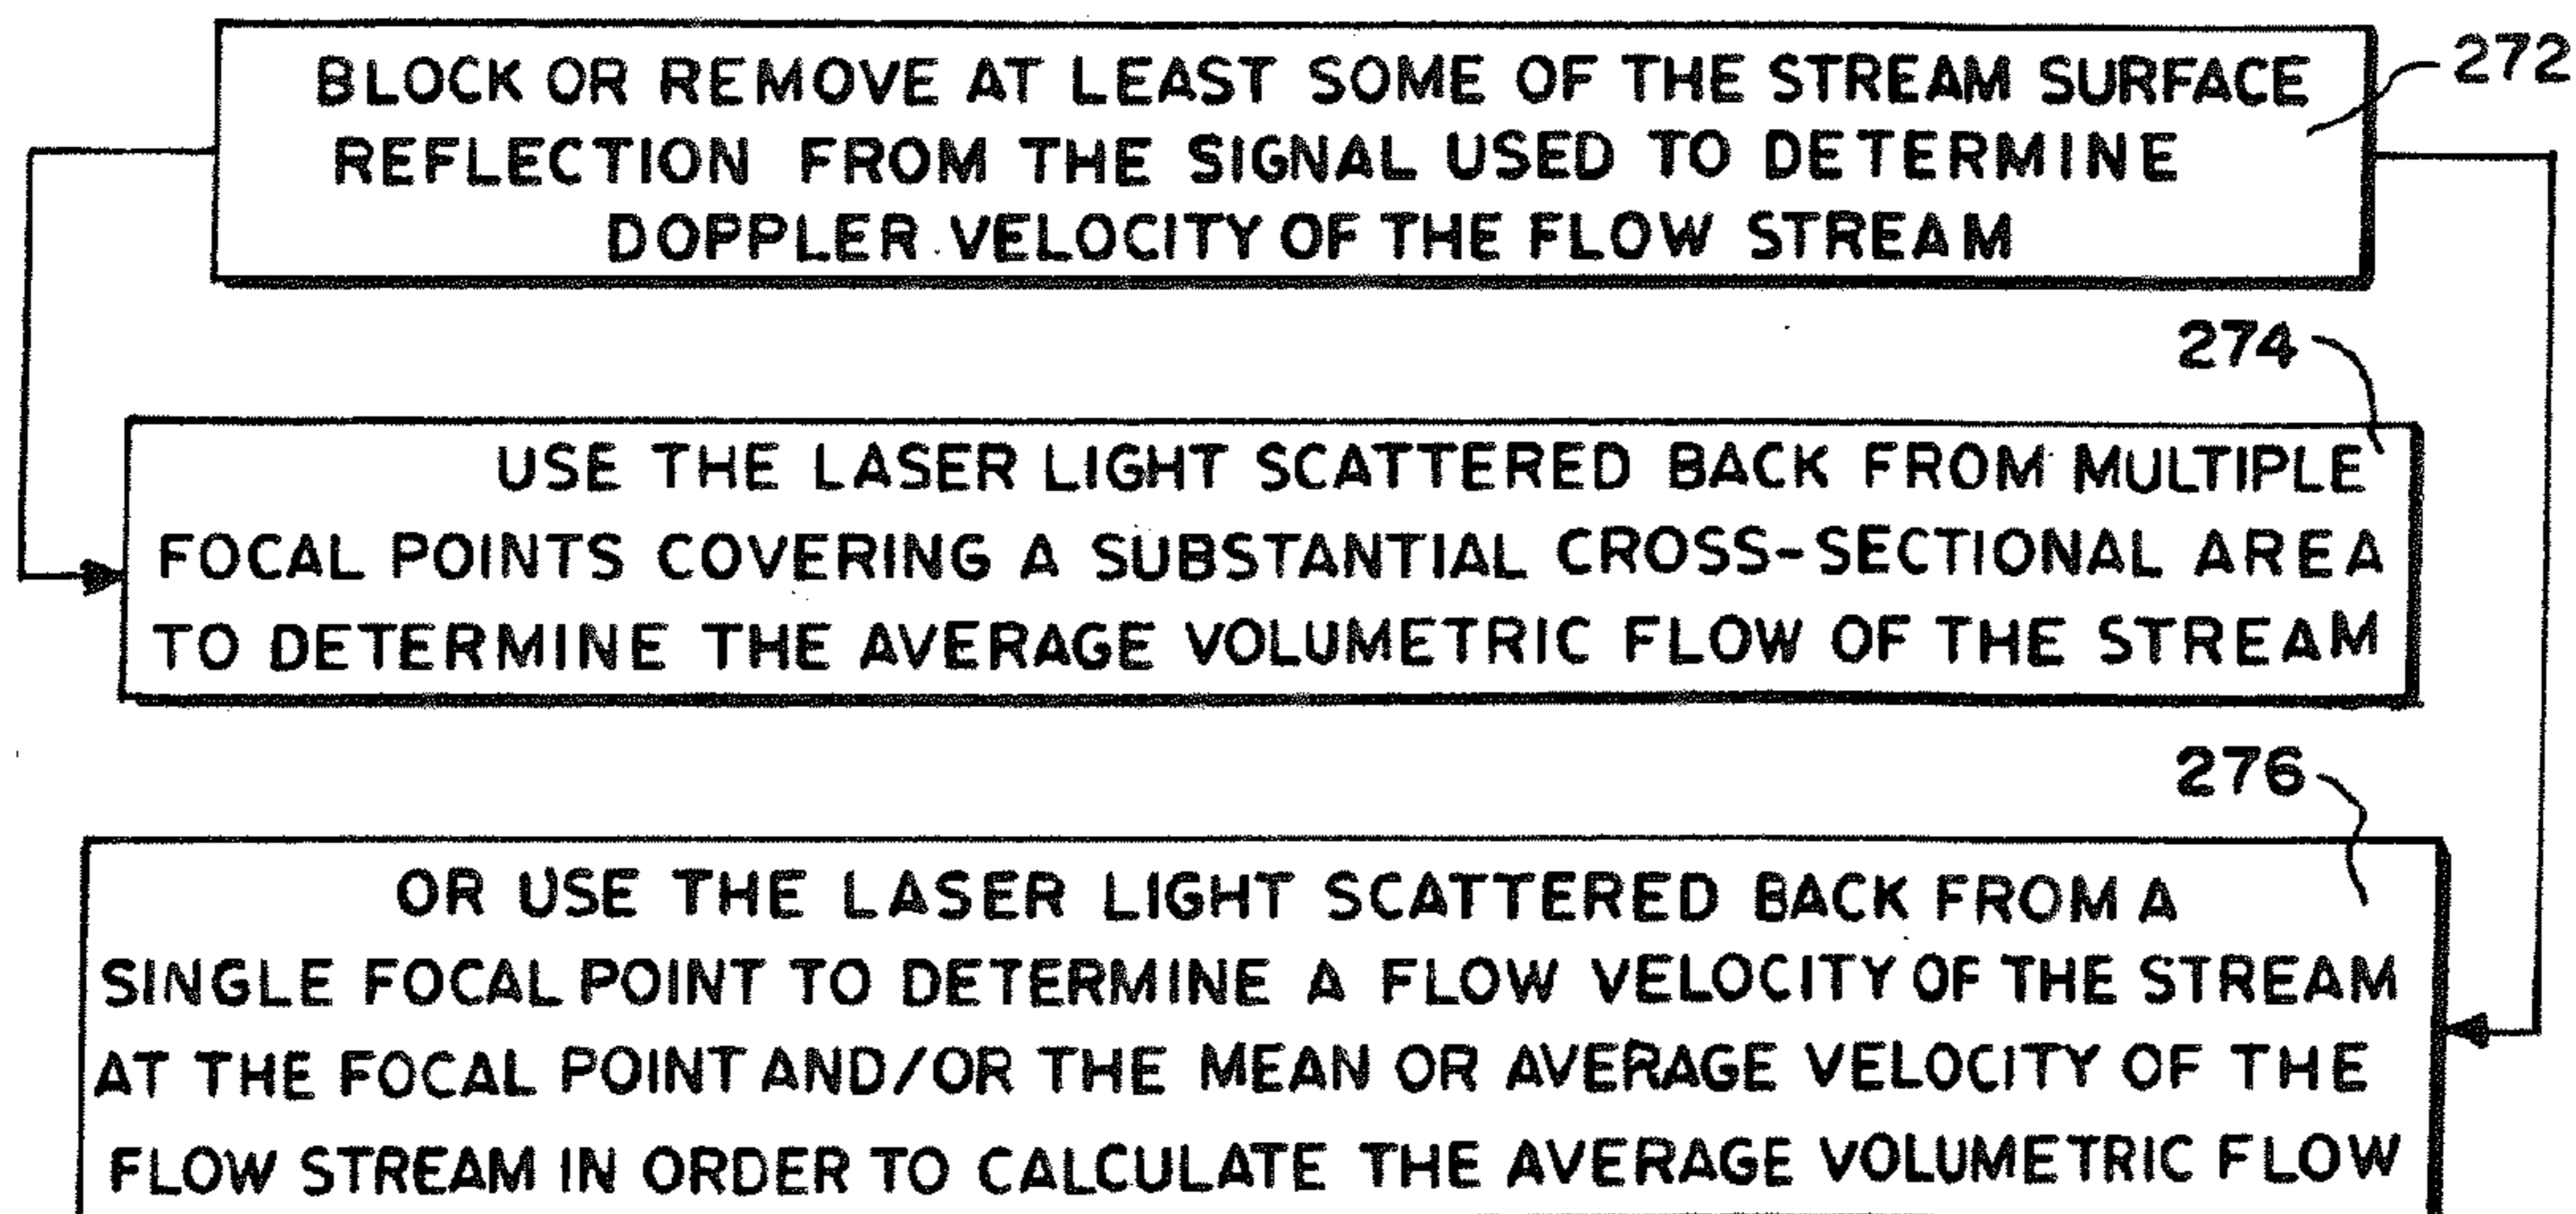 BLOCK OR REMOVE AT LEAST SOME OF THE STREAM SURFACE
272
REFLECTION FROM THE SIGNAL USED TO DETERMINE
DOPPLER VELOCITY OF THE FLOW STREAM
274
USE THE LASER LIGHT SCATTERED BACK FROM MULTIPLE
FOCAL POINTS COVERING A SUBSTANTIAL CROSS-SECTIONAL AREA
TO DETERMINE THE AVERAGE VOLUMETRIC FLOW OF THE STREAM
276
OR USE THE LASER LIGHT SCATTERED BACK FROM A
SINGLE FOCAL POINT TO DETERMINE A FLOW VELOCITY OF THE STREAM
AT THE FOCAL POINT AND/OR THE MEAN OR AVERAGE VELOCITY OF THE
FLOW STREAM IN ORDER TO CALCULATE THE AVERAGE VOLUMETRIC FLOW